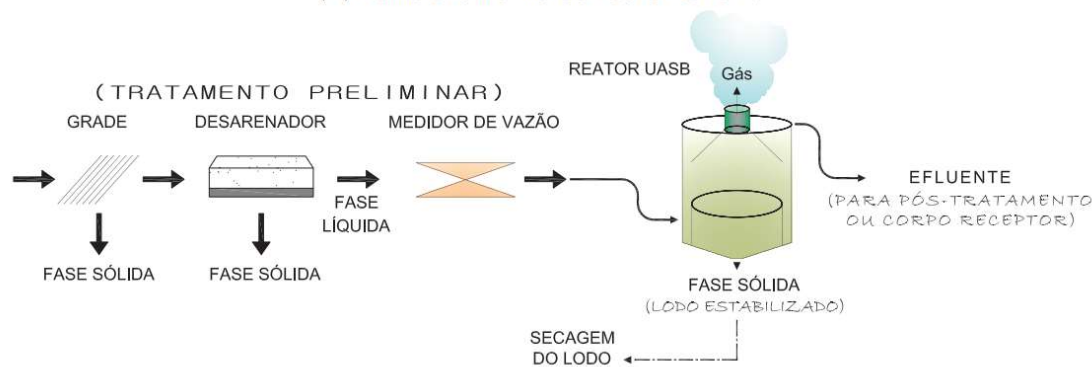 REATOR UASB
Gás
(TRATAMENTO PRELIMINAR)
GRADE
DESARENADOR
MEDIDOR DE VAZÃO
FASE
LÍQUIDA
EFLUENTE
(PARA PÓS-TRATAMENTO
OU CORPO RECEPTOR)
FASE SÓLIDA
FASE SÓLIDA
FASE SÓLIDA
(LODO ESTABILIZADO)
SECAGEM
DO LODO